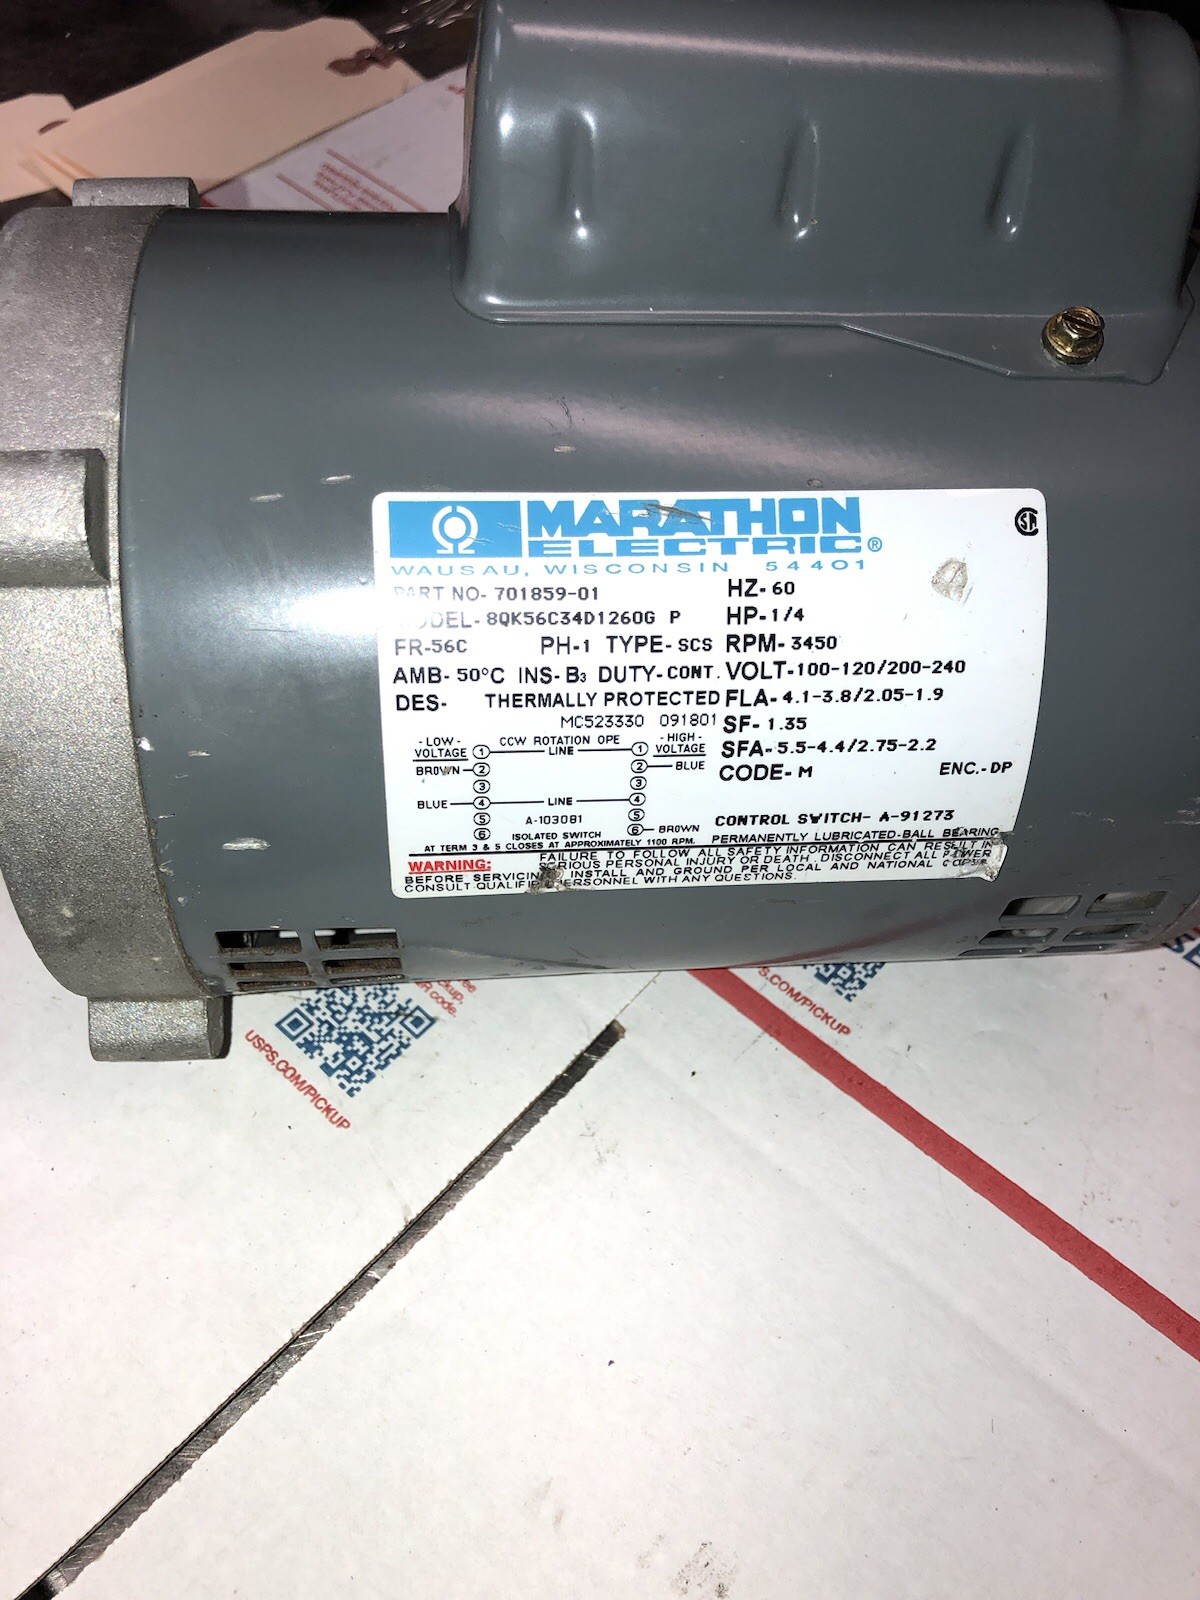 MARATHON
ELECTRIC®
WAUSAU, WISCONSIN 54401
PART NO- 701859-01
MODEL- 8QK56C34D1260G P
FR-56C PH-1 TYPE- SCS
AMB- 50°C INS- B3 DUTY- CONT.
DES- THERMALLY PROTECTED
MC523330 091801
HZ- 60
HP- 1/4
RPM- 3450
VOLT-100-120/200-240
FLA-4.1-3.8/2.05-1.9
SF- 1.35
SFA- 5.5-4.4/2.75-2.2
CODE- M ENC.-DP
CONTROL SWITCH- A-91273
PERMANENTLY LUBRICATED-BALL BEARING
-LOW- CCW ROTATION OPE -HIGH-
VOLTAGE 1 LINE 1 VOLTAGE
BROWN 2 2 BLUE
3 3
BLUE 4 LINE 4
5 A-103081 5
6 ISOLATED SWITCH 6 BROWN
AT TERM 3 & 5 CLOSES AT APPROXIMATELY 1100 RPM.
WARNING: FAILURE TO FOLLOW ALL SAFETY INFORMATION CAN RESULT IN
SERIOUS PERSONAL INJURY OR DEATH. DISCONNECT ALL POWER
BEFORE SERVICING. INSTALL AND GROUND PER LOCAL AND NATIONAL CODES.
CONSULT QUALIFIED PERSONNEL WITH ANY QUESTIONS.
QR code.
USPS.COM/PICKUP
USPS.COM/PICKUP